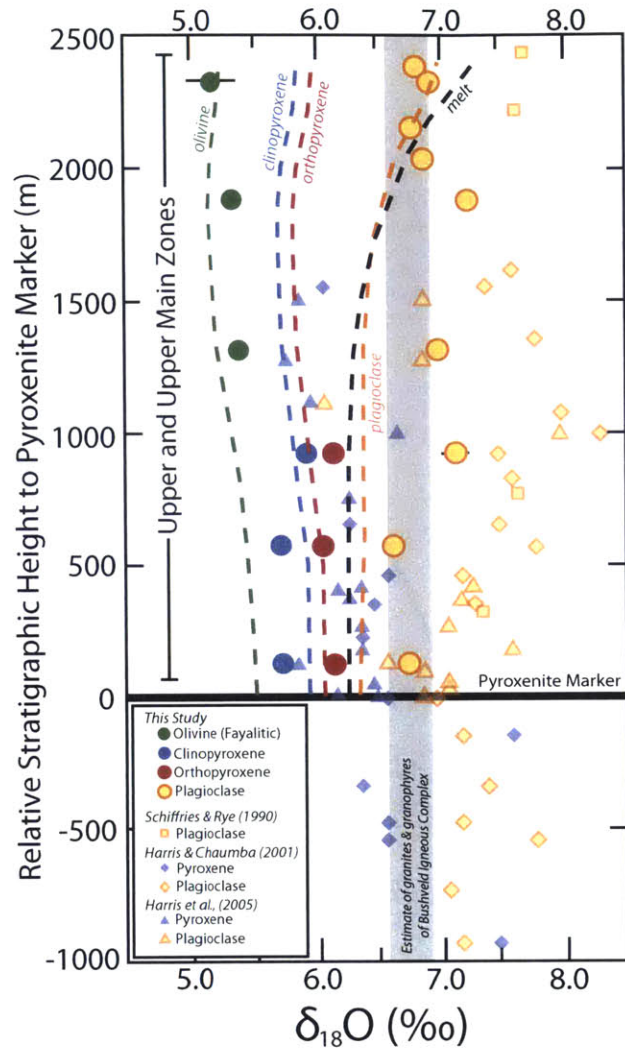 5.0 6.0 7.0 8.0
2500
2000
1500
1000
500
0
-500
-1000
Relative Stratigraphic Height to Pyroxenite Marker (m)
Upper and Upper Main Zones
olivine
clinopyroxene
orthopyroxene
melt
plagioclase
Pyroxenite Marker
This Study
Olivine (Fayalitic)
Clinopyroxene
Orthopyroxene
Plagioclase
Schiffries & Rye (1990)
Plagioclase
Harris & Chaumba (2001)
Pyroxene
Plagioclase
Harris et al., (2005)
Pyroxene
Plagioclase
Estimate of granites & granophyres
of Bushveld Igneous Complex
5.0 6.0 7.0 8.0
δ18O (‰)